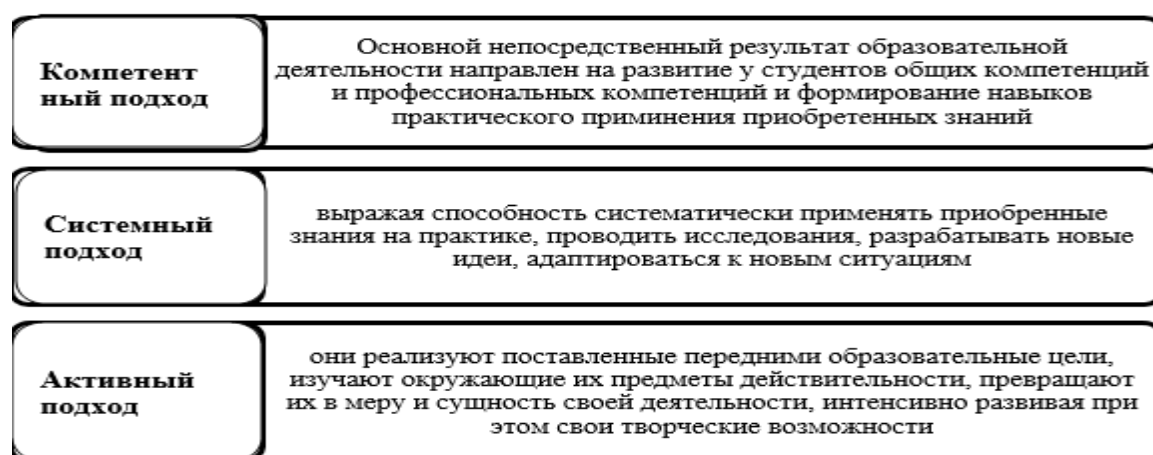 Компетент
ный подход
Основной непосредственный результат образовательной
деятельности направлен на развитие у студентов общих компетенций
и профессиональных компетенций и формирование навыков
практического приминения приобретенных знаний
Системный
подход
выражая способность систематически применять приобренные
знания на практике, проводить исследования, разрабатывать новые
идеи, адаптироваться к новым ситуациям
Активный
подход
они реализуют поставленные передними образовательные цели,
изучают окружающие их предметы действительности, превращают
их в меру и сущность своей деятельности, интенсивно развивая при
этом свои творческие возможности